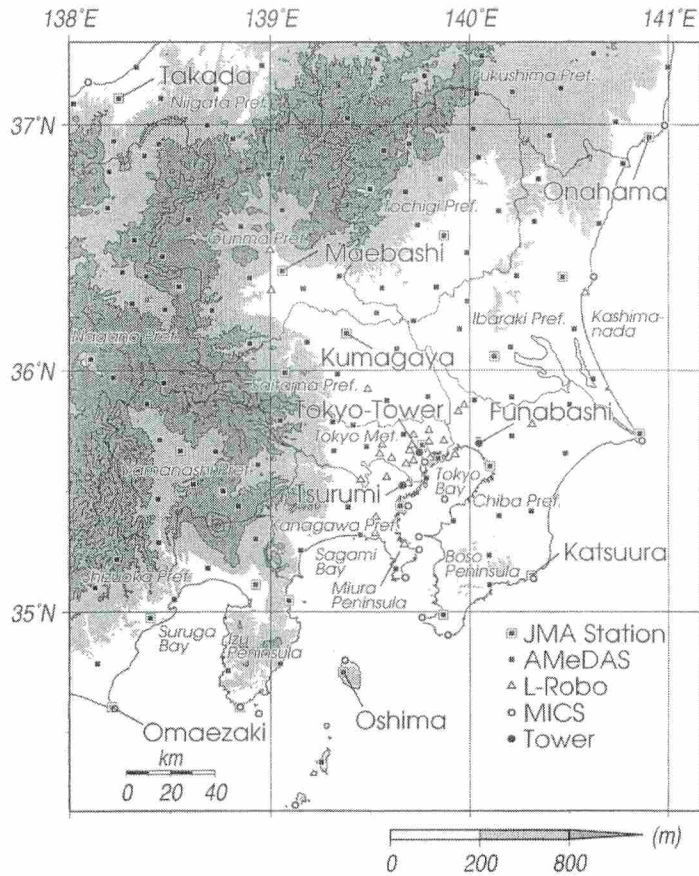 138°E 139°E 140°E 141°E
Takada
Fukushima Pref.
Niigata Pref.
37°N
Onahama
Tochigi Pref.
Gunma Pref.
Maebashi
Ibaraki Pref.
Kashima-
nada
Nagano Pref.
Kumagaya
36°N
Saitama Pref.
Tokyo-Tower
Funabashi
Tokyo Met.
Yamanashi Pref.
Tokyo
Bay
Tsurumi
Chiba Pref.
Kanagawa Pref.
Sagami
Bay
Boso
Peninsula
Katsuura
Shizuoka Pref.
Miura
Peninsula
35°N
Suruga
Bay
Izu
Peninsula
JMA Station
AMeDAS
L-Robo
MICS
Tower
Oshima
Omaezaki
km
0 20 40
(m)
0 200 800